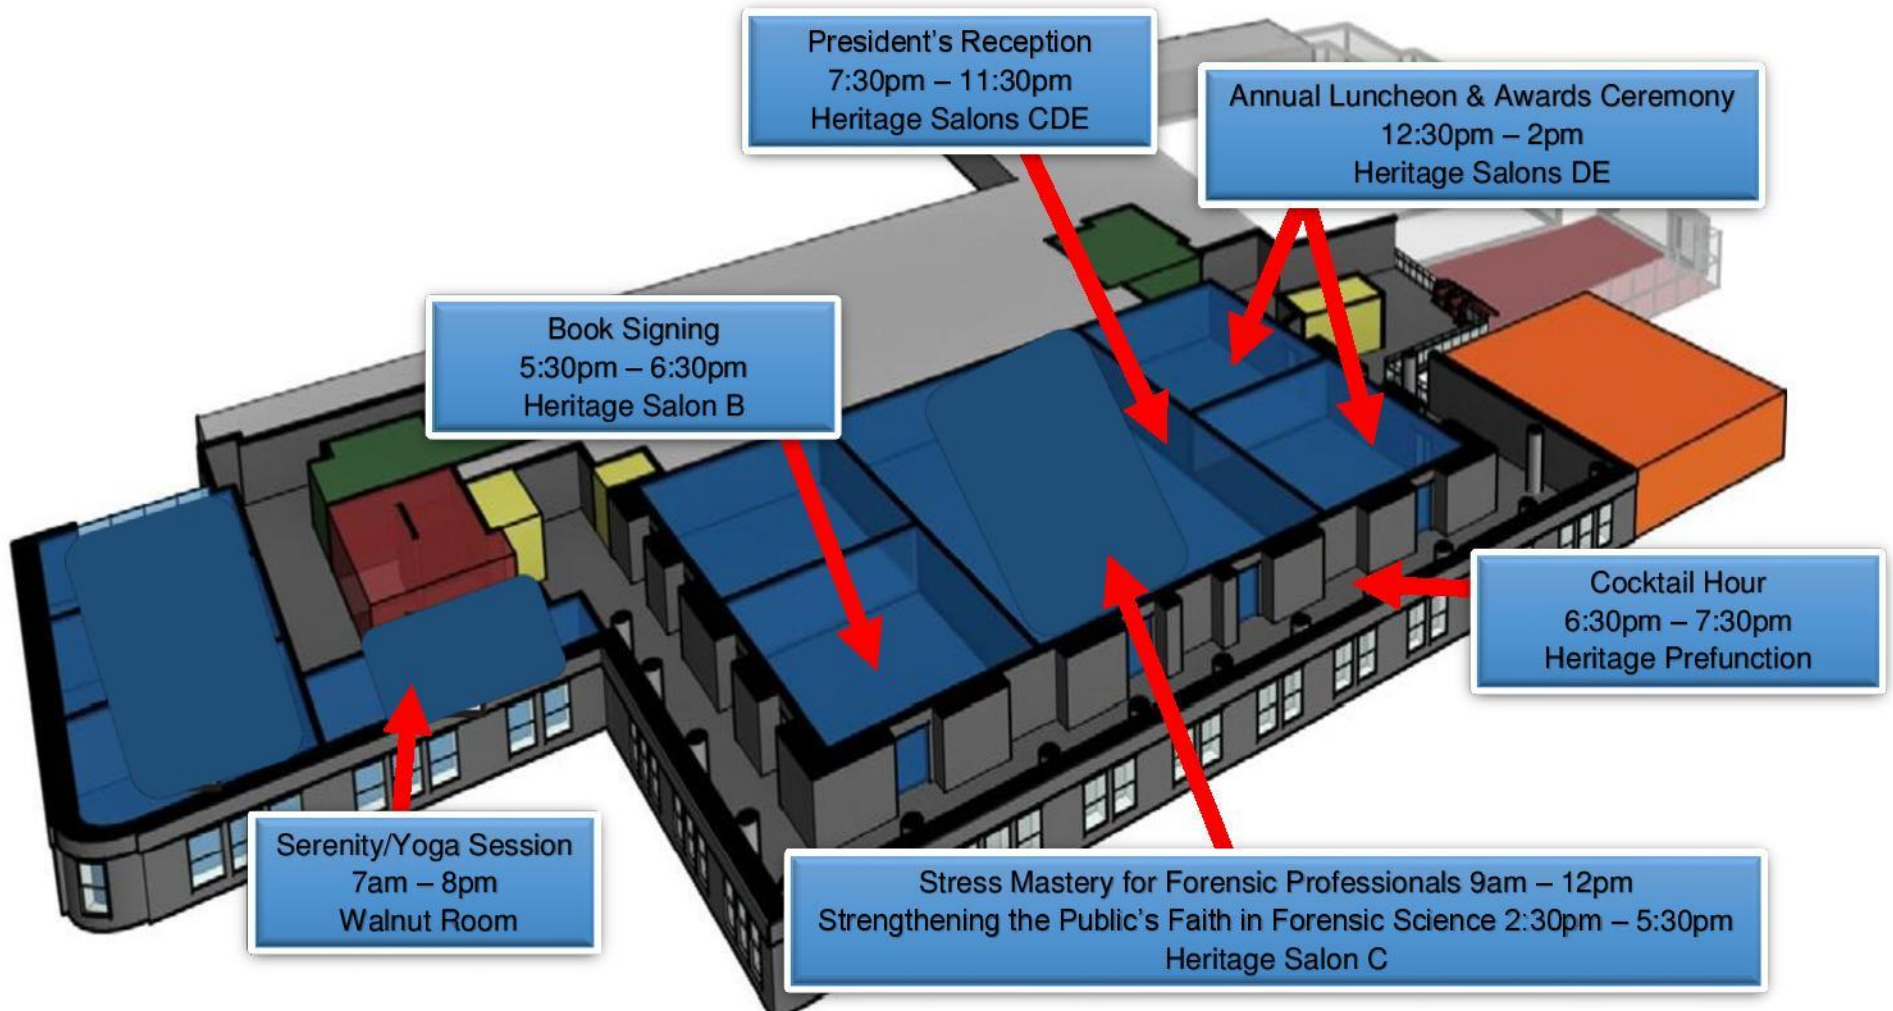 President’s Reception
7:30pm – 11:30pm
Heritage Salons CDE
Annual Luncheon & Awards Ceremony
12:30pm – 2pm
Heritage Salons DE
Book Signing
5:30pm – 6:30pm
Heritage Salon B
Cocktail Hour
6:30pm – 7:30pm
Heritage Prefunction
Serenity/Yoga Session
7am – 8pm
Walnut Room
Stress Mastery for Forensic Professionals 9am – 12pm
Strengthening the Public’s Faith in Forensic Science 2:30pm – 5:30pm
Heritage Salon C